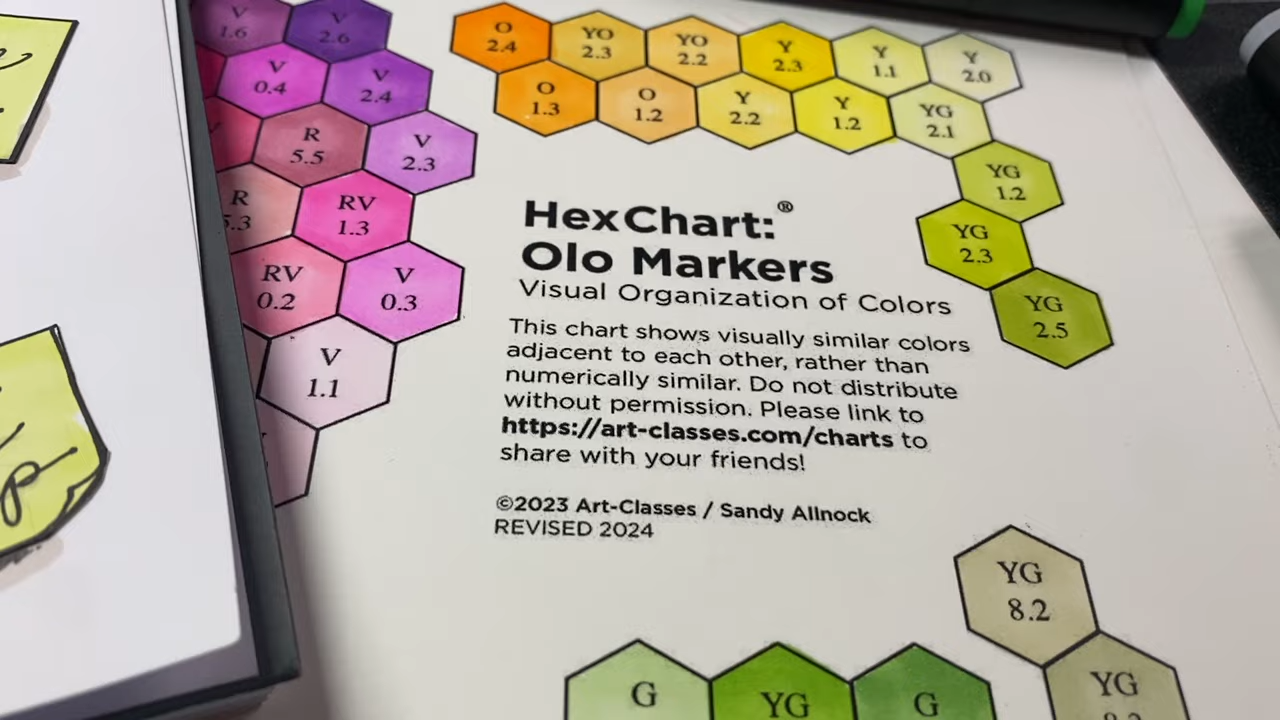 V
1.6
V
2.6
V
0.4
V
2.4
R
5.5
V
2.3
R
5.3
RV
1.3
RV
0.2
V
0.3
V
1.1
O
2.4
YO
2.3
YO
2.2
Y
2.3
Y
1.1
Y
2.0
O
1.3
O
1.2
Y
2.2
Y
1.2
YG
2.1
YG
1.2
YG
2.3
YG
2.5
HexChart:®
Olo Markers
Visual Organization of Colors
This chart shows visually similar colors
adjacent to each other, rather than
numerically similar. Do not distribute
without permission. Please link to
https://art-classes.com/charts to
share with your friends!
©2023 Art-Classes / Sandy Allnock
REVISED 2024
YG
8.2
YG
G
YG
G